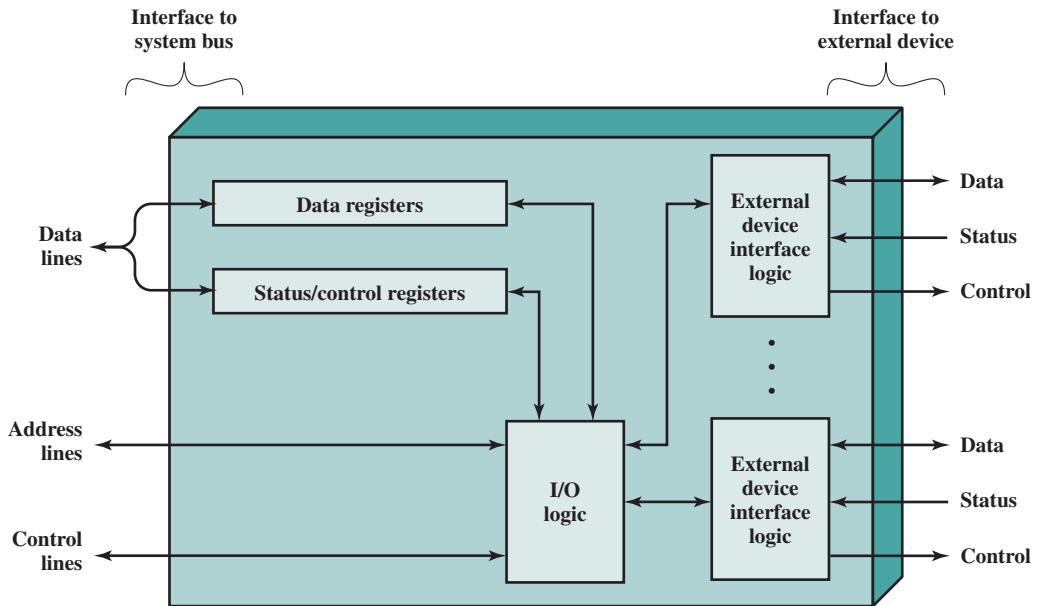 Interface to
system bus
Interface to
external device
Data registers
Status/control registers
Data
lines
Address
lines
Control
lines
I/O
logic
External
device
interface
logic
Data
Status
Control
External
device
interface
logic
Data
Status
Control